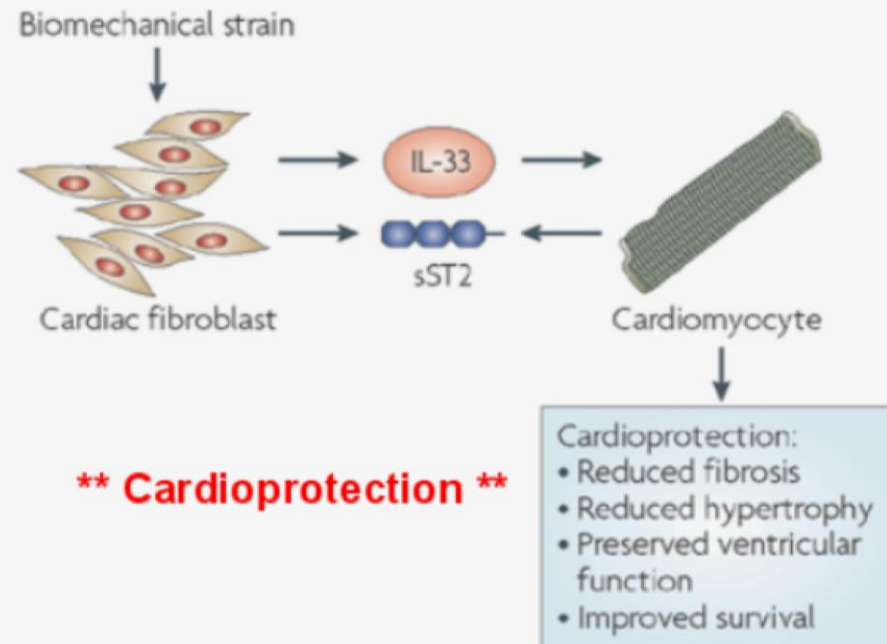 Biomechanical strain
IL-33
sST2
Cardiac fibroblast
Cardiomyocyte
** Cardioprotection **
Cardioprotection:
• Reduced fibrosis
• Reduced hypertrophy
• Preserved ventricular
function
• Improved survival